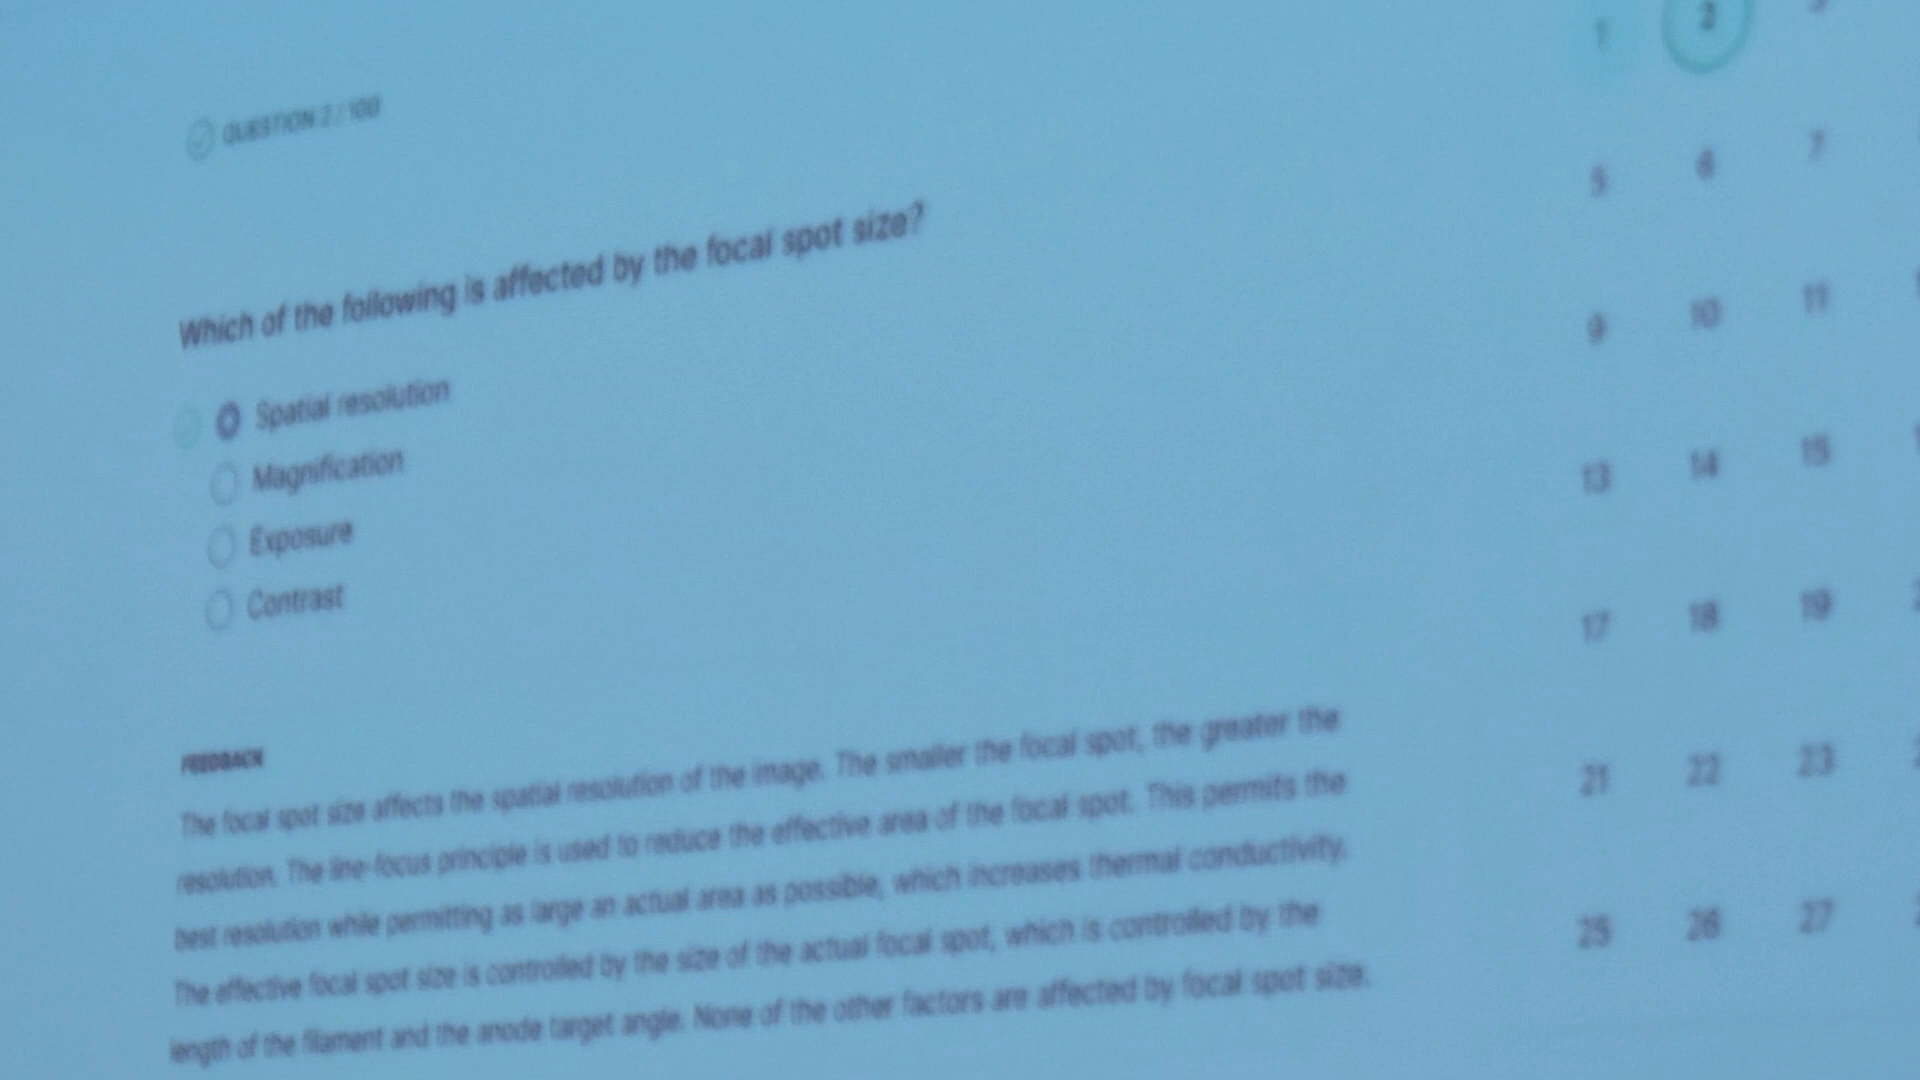 QUESTION 2 / 100
Which of the following is affected by the focal spot size?
Spatial resolution
Magnification
Exposure
Contrast
FEEDBACK
The focal spot size affects the spatial resolution of the image. The smaller the focal spot, the greater the
resolution. The line-focus principle is used to reduce the effective area of the focal spot. This permits the
best resolution while permitting as large an actual area as possible, which increases thermal conductivity.
The effective focal spot size is controlled by the size of the actual focal spot, which is controlled by the
length of the filament and the anode target angle. None of the other factors are affected by focal spot size.
1 2
5 6 7
9 10 11
13 14 15
17 18 19
21 22 23
25 26 27